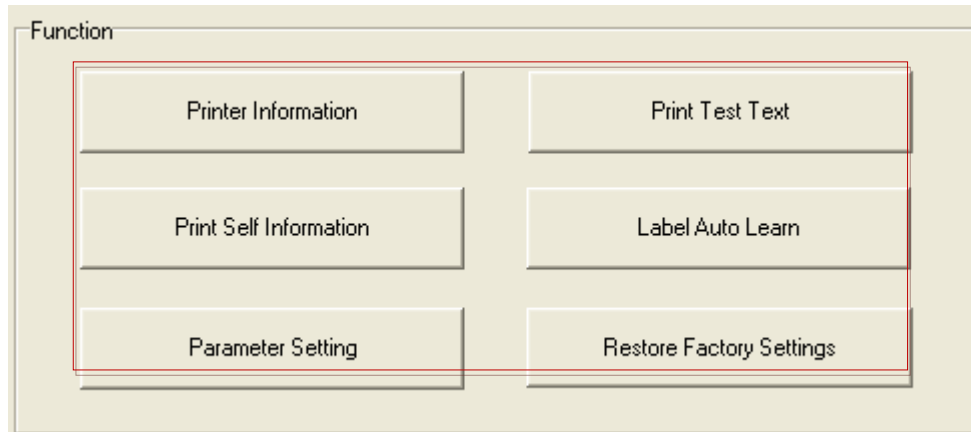 Function
Printer Information
Print Test Text
Print Self Information
Label Auto Learn
Parameter Setting
Restore Factory Settings